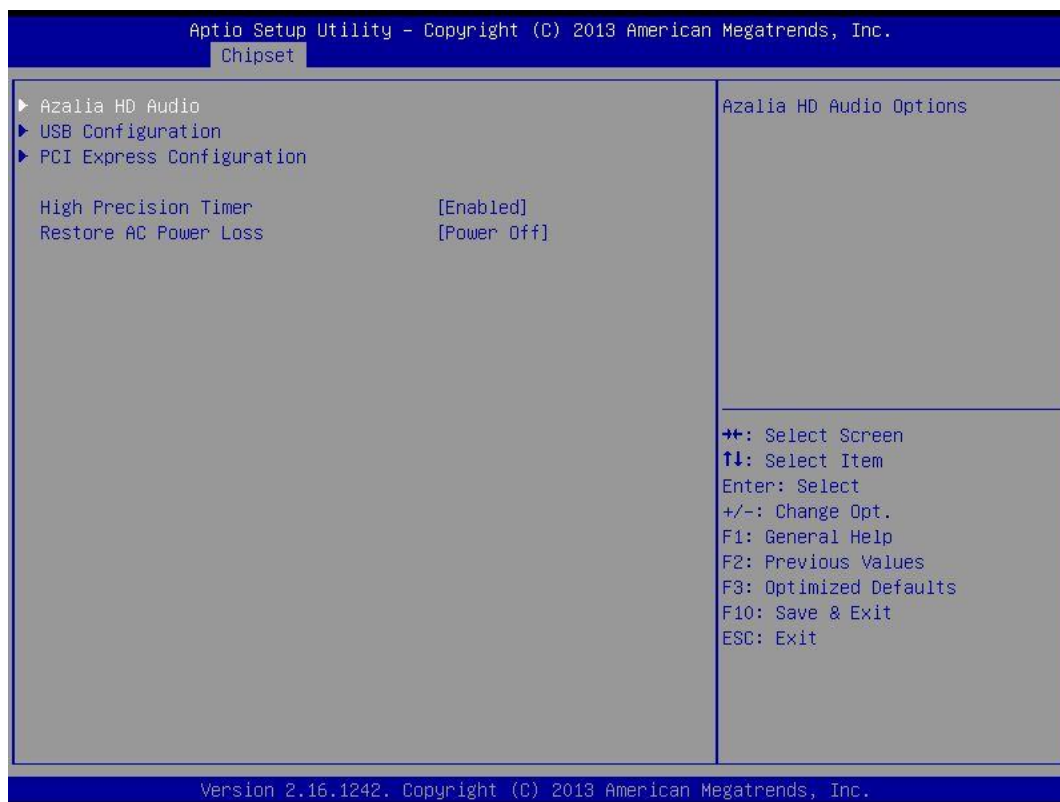 Aptio Setup Utility – Copyright (C) 2013 American Megatrends, Inc.
Chipset
▶ Azalia HD Audio
▶ USB Configuration
▶ PCI Express Configuration
High Precision Timer [Enabled]
Restore AC Power Loss [Power Off]
Azalia HD Audio Options
→←: Select Screen
↑↓: Select Item
Enter: Select
+/-: Change Opt.
F1: General Help
F2: Previous Values
F3: Optimized Defaults
F10: Save & Exit
ESC: Exit
Version 2.16.1242. Copyright (C) 2013 American Megatrends, Inc.